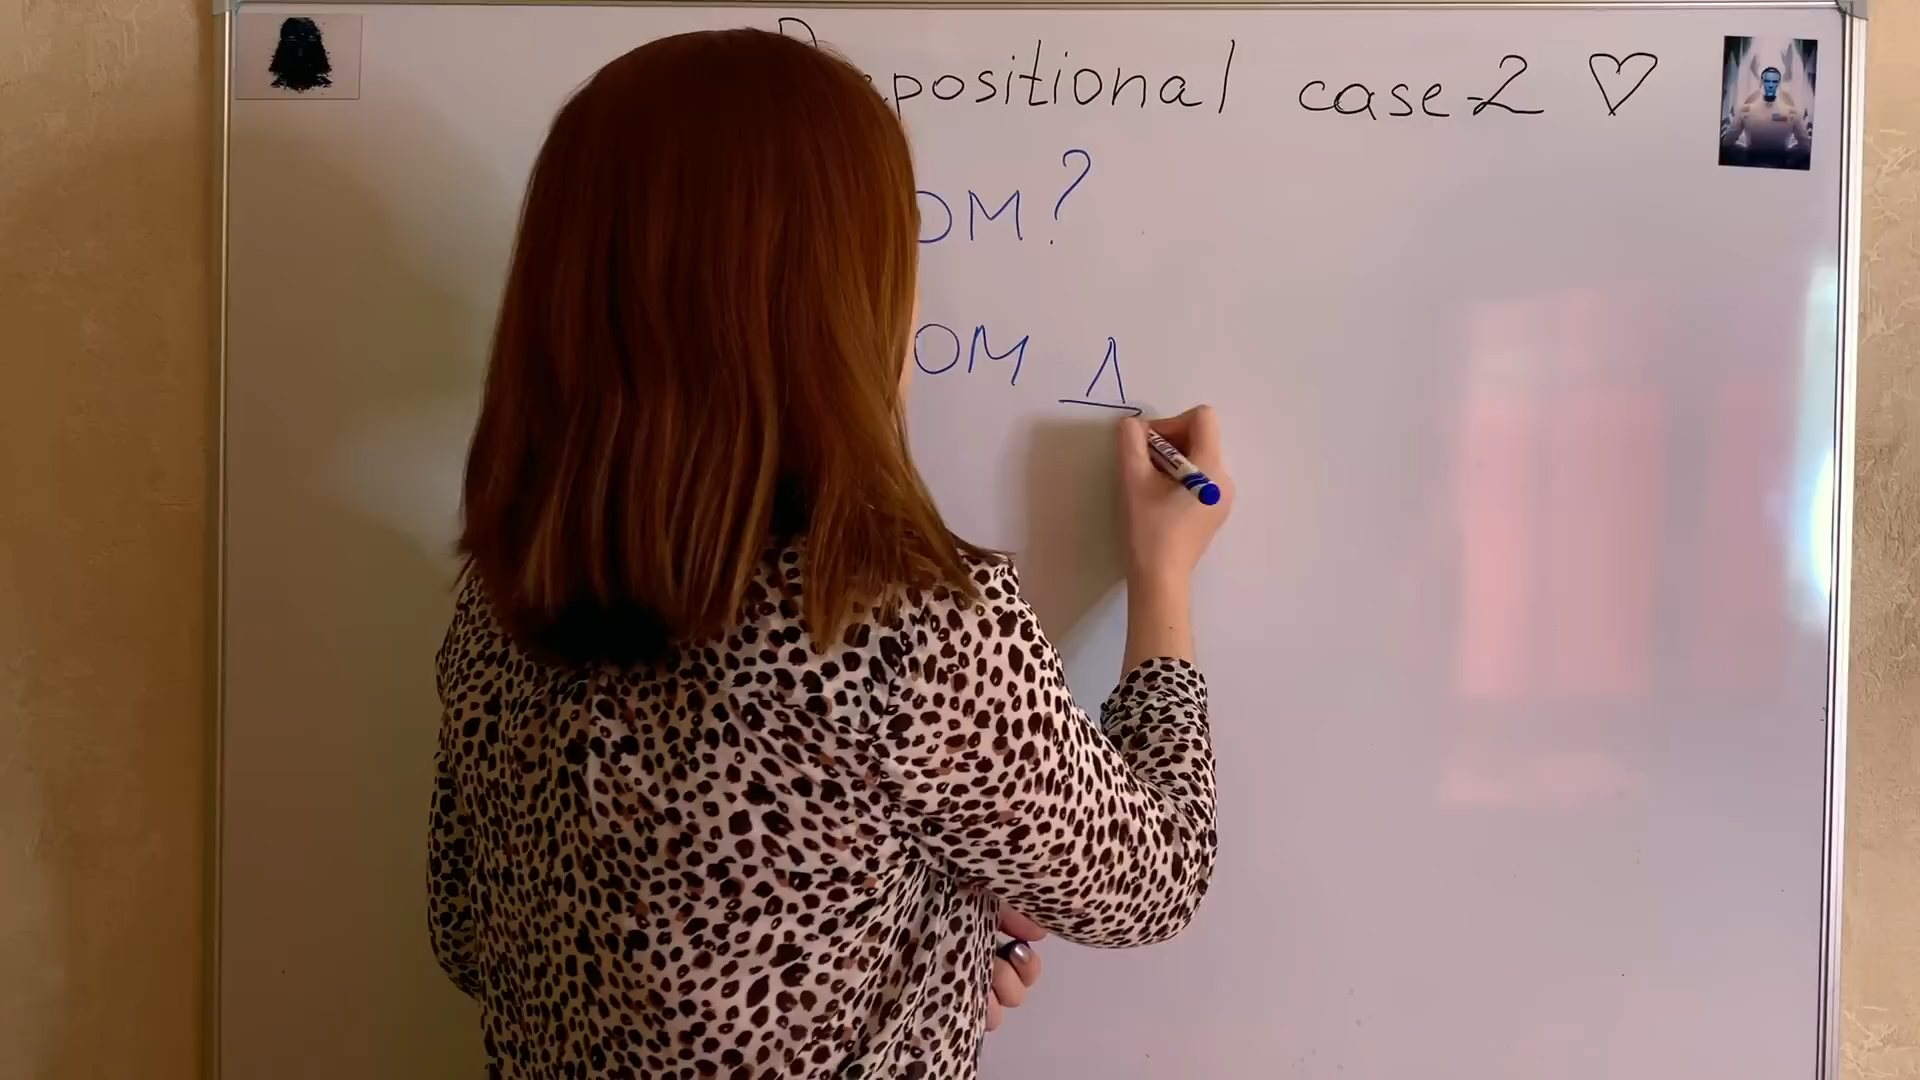 positional case-2 ♡
ОМ?
ОМ Д